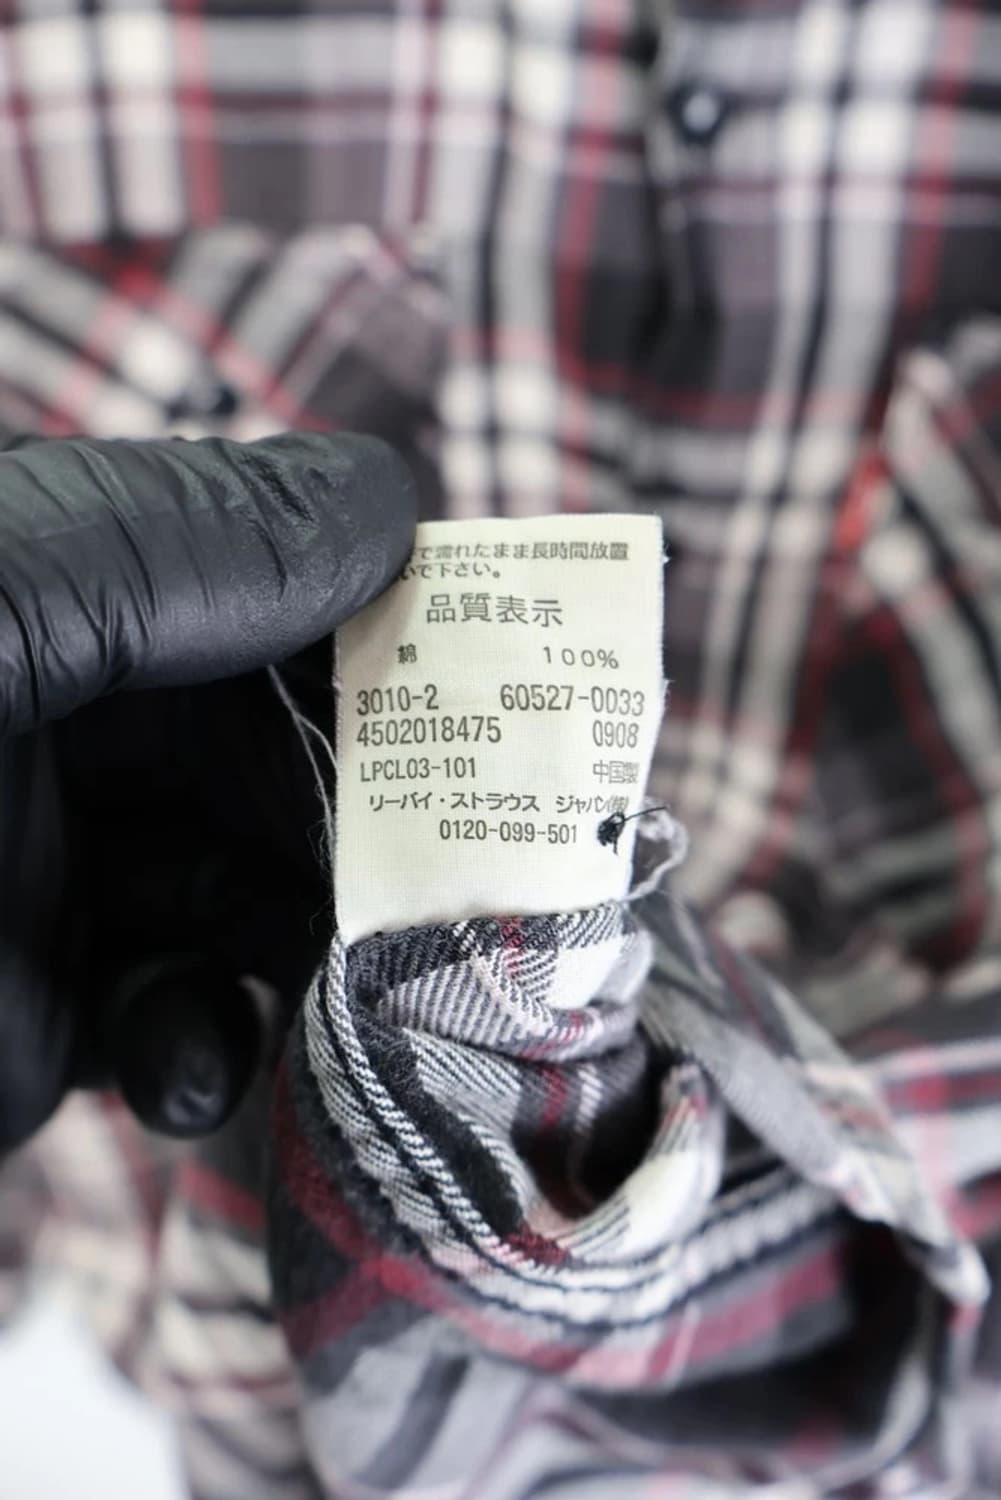 で濡れたまま長時間放置
いで下さい。
品質表示
綿 100%
3010-2 60527-0033
4502018475 0908
LPCL03-101 中国製
リーバイ・ストラウス ジャパン(株)
0120-099-501